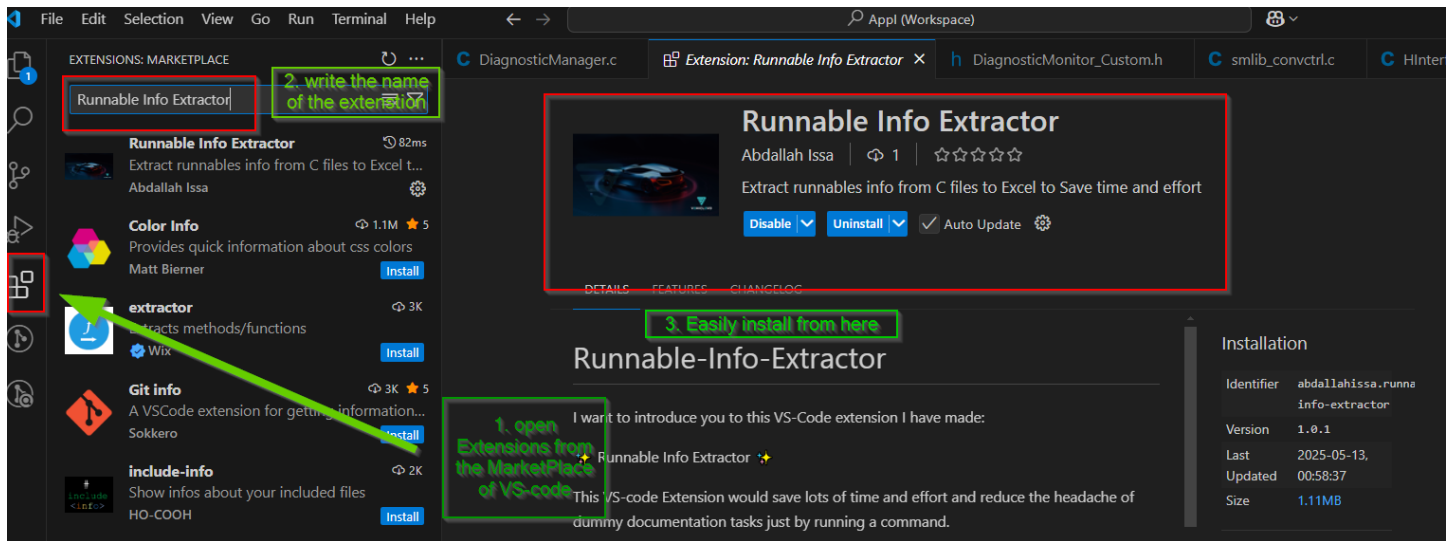 File Edit Selection View Go Run Terminal Help
Appl (Workspace)
1
EXTENSIONS: MARKETPLACE
Runnable Info Extractor
2. write the name
of the extenstion
Runnable Info Extractor 82ms
Extract runnables info from C files to Excel t...
Abdallah Issa
Color Info 1.1M 5
Provides quick information about css colors
Matt Bierner Install
extractor 3K
Extracts methods/functions
Wix Install
Git info 3K 5
A VSCode extension for getting information...
Sokkero Install
include-info 2K
Show infos about your included files
HO-COOH Install
include
<info>
1. open
Extensions from
the MarketPlace
of VS-code
C DiagnosticManager.c Extension: Runnable Info Extractor h DiagnosticMonitor_Custom.h C smlib_convctrl.c C HInter
Runnable Info Extractor
Abdallah Issa 1
Extract runnables info from C files to Excel to Save time and effort
Disable Uninstall Auto Update
DETAILS FEATURES CHANGELOG
3. Easily install from here
Runnable-Info-Extractor
I want to introduce you to this VS-Code extension I have made:
✨ Runnable Info Extractor ✨
This VS-code Extension would save lots of time and effort and reduce the headache of
dummy documentation tasks just by running a command.
Installation
Identifier abdallahissa.runna
info-extractor
Version 1.0.1
Last 2025-05-13,
Updated 00:58:37
Size 1.11MB